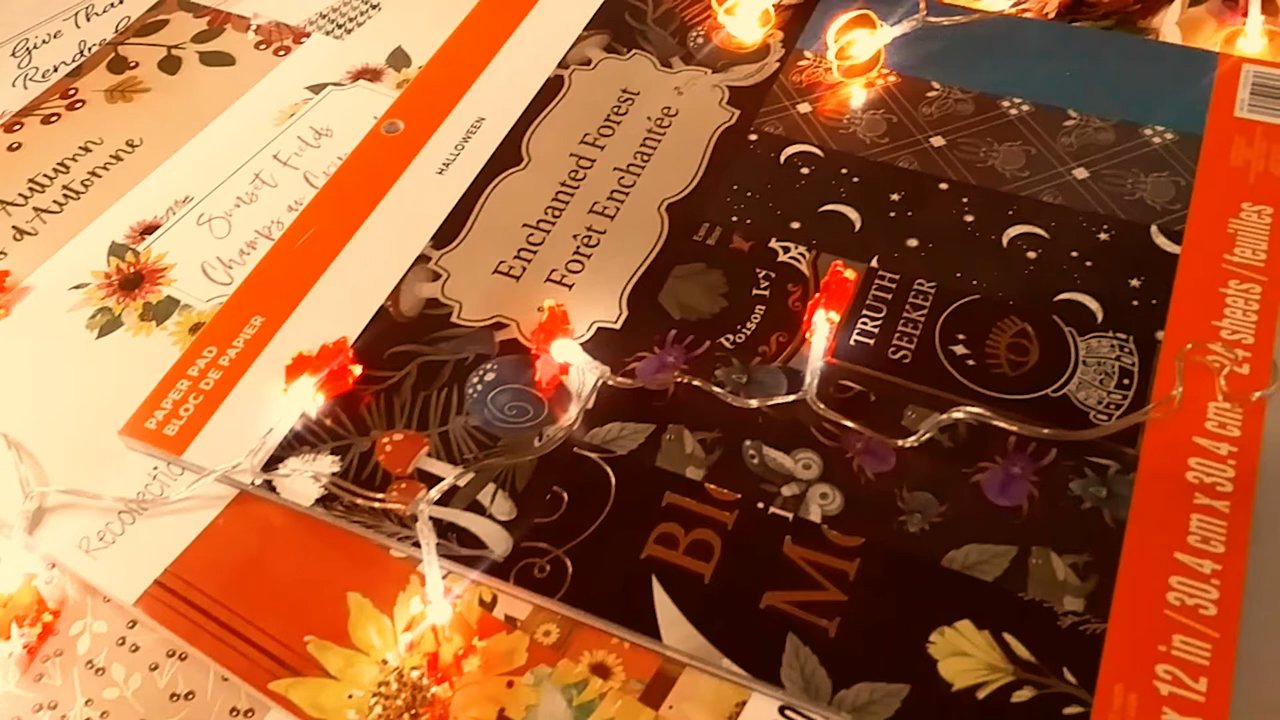 Give
Autumn
d'Automne
Sunset Fields
Champs au
PAPER PAD
BLOC DE PAPIER
HALLOWEEN
Enchanted Forest
Forêt Enchantée
Poison Ivy
TRUTH
SEEKER
12 in / 30.4 cm x 30.4 cm 24 sheets / feuilles